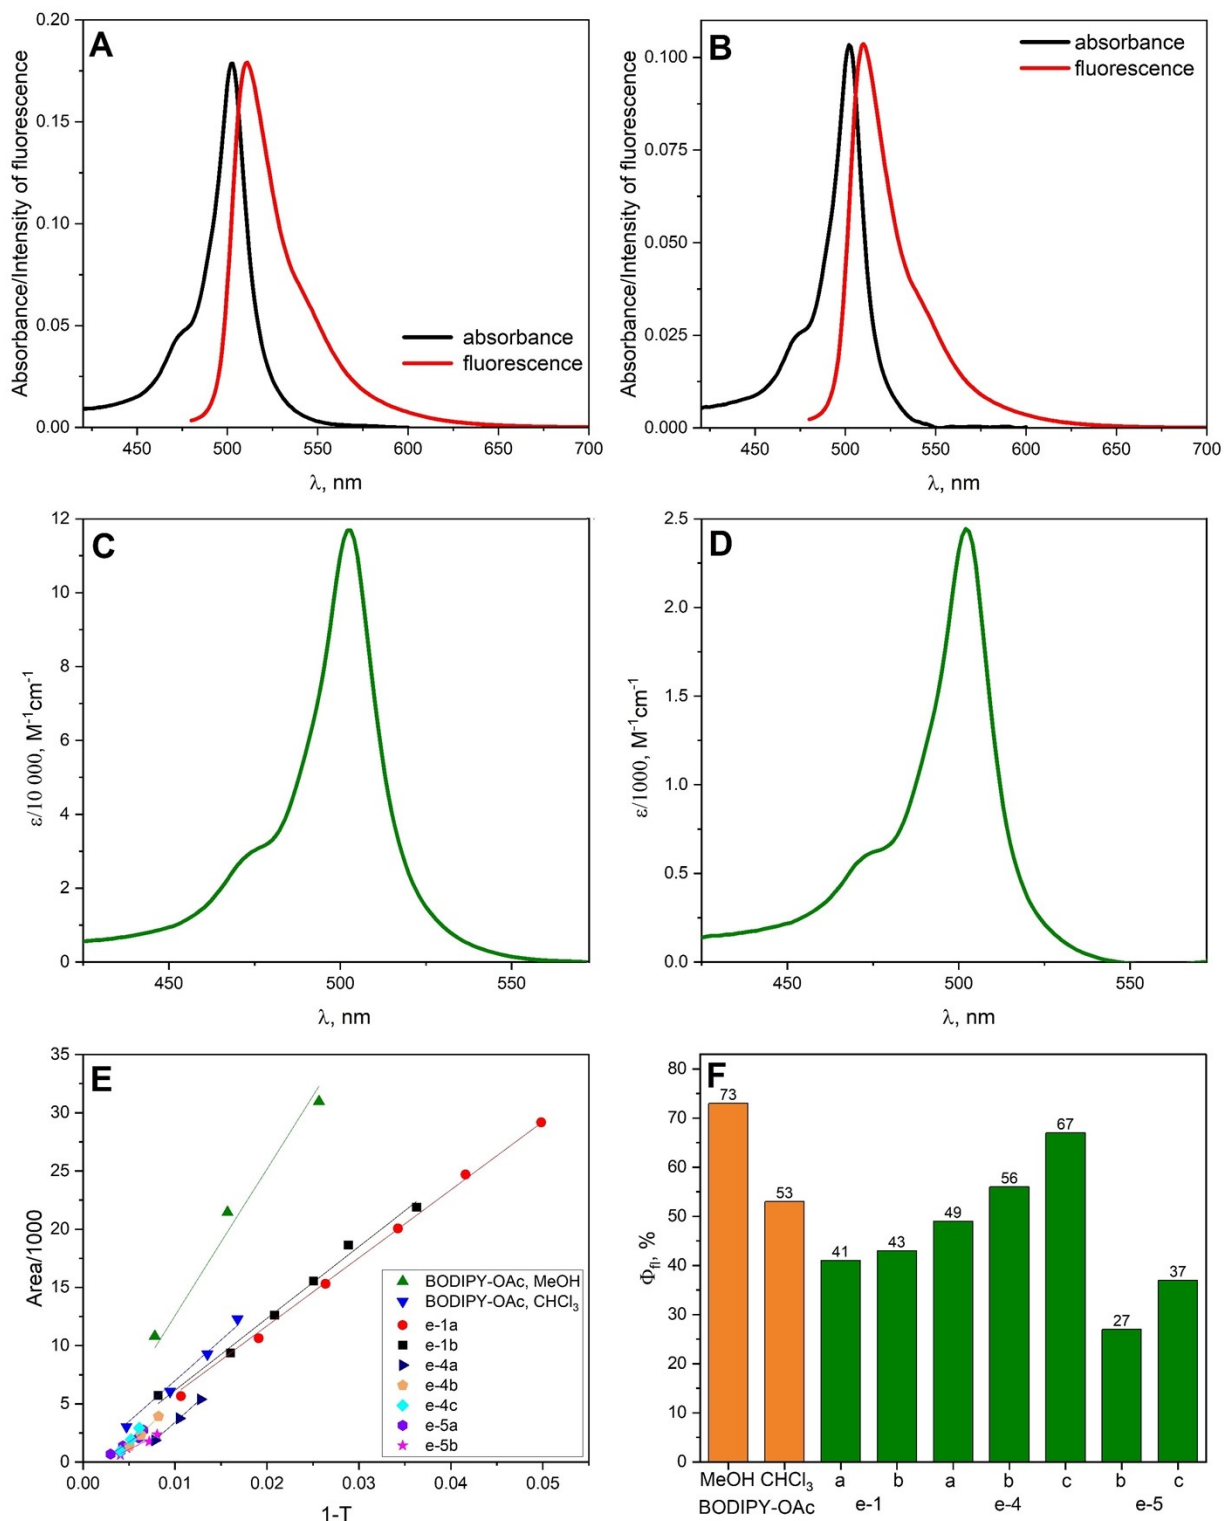 A
Absorbance/Intensity of fluorescence
0.20
0.15
0.10
0.05
0.00
absorbance
fluorescence
450 500 550 600 650 700
λ, nm
B
Absorbance/Intensity of fluorescence
0.100
0.075
0.050
0.025
0.000
absorbance
fluorescence
450 500 550 600 650 700
λ, nm
C
ε/10 000, M⁻¹cm⁻¹
12
10
8
6
4
2
0
450 500 550
λ, nm
D
ε/1000, M⁻¹cm⁻¹
2.5
2.0
1.5
1.0
0.5
0.0
450 500 550
λ, nm
E
Area/1000
35
30
25
20
15
10
5
0
BODIPY-OAc, MeOH
BODIPY-OAc, CHCl₃
e-1a
e-1b
e-4a
e-4b
e-4c
e-5a
e-5b
0.00 0.01 0.02 0.03 0.04 0.05
1-T
F
Φfl, %
80
70
60
50
40
30
20
10
0
73 53 41 43 49 56 67 27 37
MeOH CHCl₃ a b a b c b c
BODIPY-OAc e-1 e-4 e-5